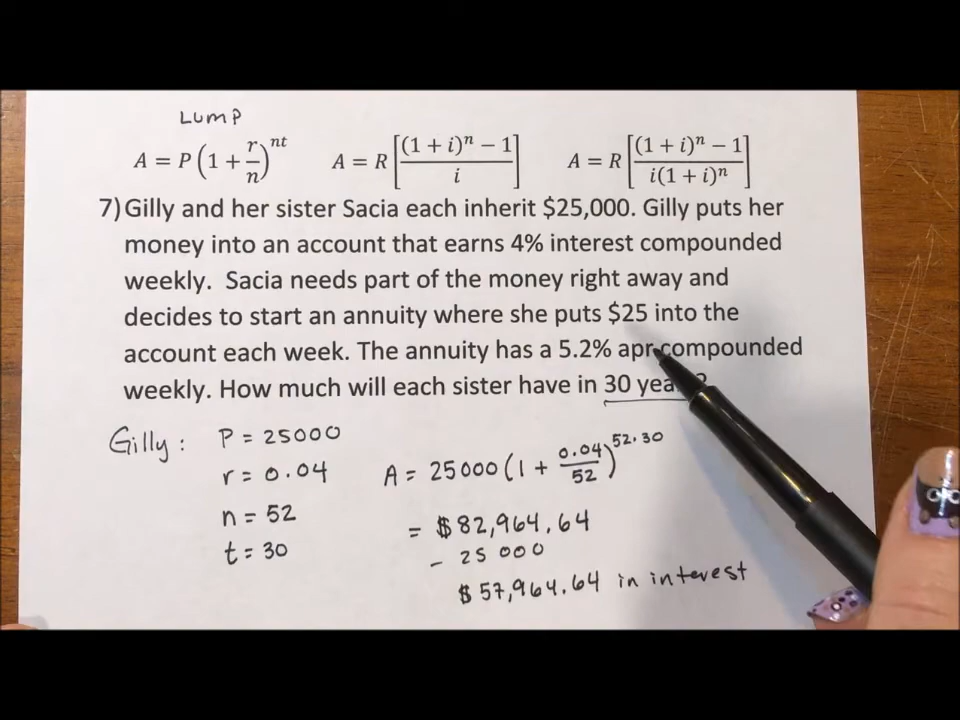 LUMP
A = P(1 + r/n)^nt   A = R[((1 + i)^n − 1)/i]   A = R[((1 + i)^n − 1)/(i(1 + i)^n)]
7) Gilly and her sister Sacia each inherit $25,000. Gilly puts her
money into an account that earns 4% interest compounded
weekly. Sacia needs part of the money right away and
decides to start an annuity where she puts $25 into the
account each week. The annuity has a 5.2% apr compounded
weekly. How much will each sister have in 30
Gilly: P = 25000
r = 0.04   A = 25000(1 + 0.04/52)^52·30
n = 52   = $82,964.64
t = 30   − 25 000
$57,964.64 in interest